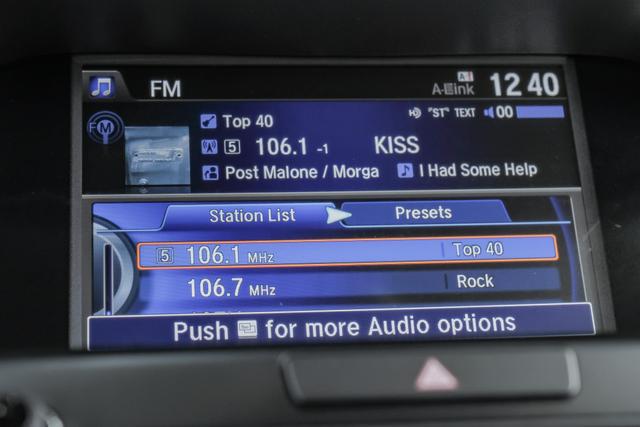 FM
A-Link 12 40
"ST" TEXT 00
Top 40
FM
5 106.1 -1 KISS
Post Malone / Morga I Had Some Help
Station List Presets
5 106.1 MHz Top 40
106.7 MHz Rock
Push for more Audio options